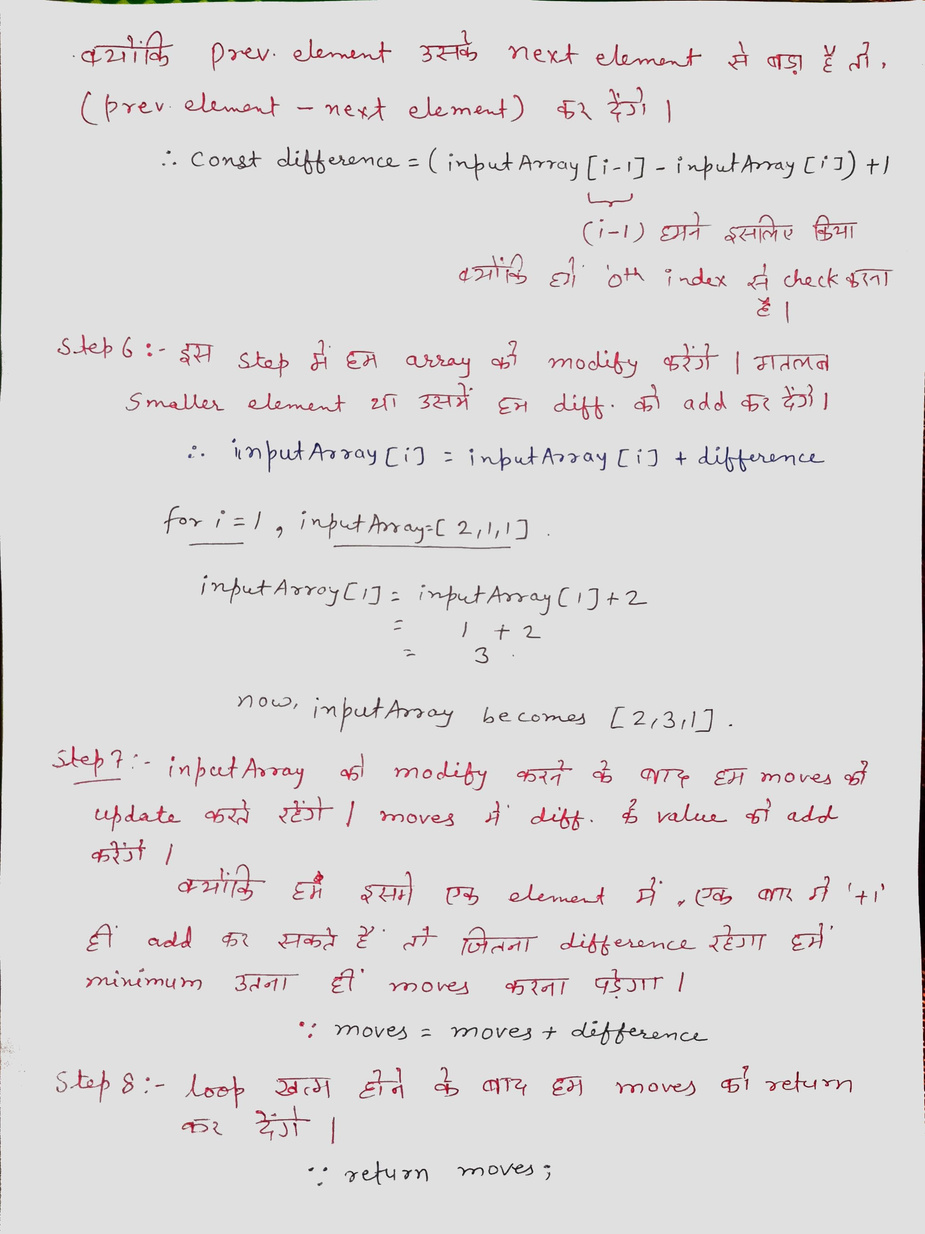 क्योंकि prev. element उसके next element से बड़ा है तो,
(prev. element - next element) कर देंगे ।
∴ Const difference = (inputArray[i-1] - inputArray[i]) + 1
(i-1) हमने इसलिए किया
क्योंकि हमें 0th index से check करना
है ।
Step 6 :- इस step में हम array को modify करेंगे । मतलब
smaller element था उसमें हम diff. को add कर देंगे ।
∴ inputArray[i] = inputArray[i] + difference
for i = 1, inputArray=[2,1,1].
inputArray[1] = inputArray[1]+2
= 1 + 2
= 3.
now, inputArray becomes [2,3,1].
Step 7 :- inputArray को modify करने के बाद हम moves को
update करते रहेंगे । moves में diff. के value को add
करेंगे ।
क्योंकि हमें इसमें एक element में, एक बार में '+1'
ही add कर सकते हैं तो जितना difference रहेगा हमें
minimum उतना ही moves करना पड़ेगा ।
∵ moves = moves + difference
Step 8 :- loop खत्म होने के बाद हम moves को return
कर देंगे ।
∵ return moves;